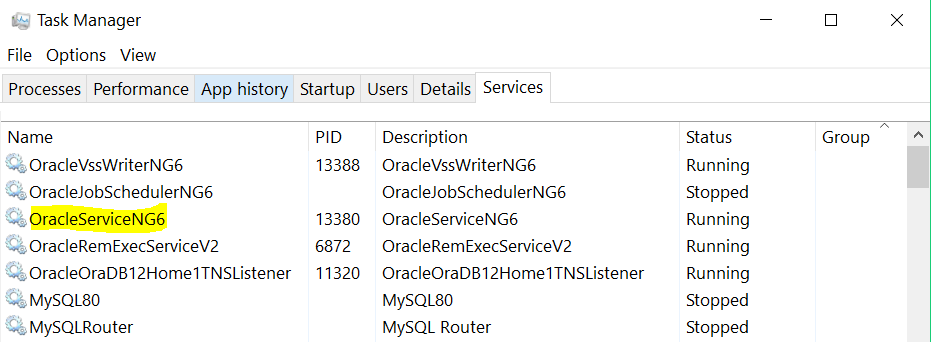 Task Manager
File Options View
Processes Performance App history Startup Users Details Services
Name PID Description Status Group
OracleVssWriterNG6 13388 OracleVssWriterNG6 Running
OracleJobSchedulerNG6 OracleJobSchedulerNG6 Stopped
OracleServiceNG6 13380 OracleServiceNG6 Running
OracleRemExecServiceV2 6872 OracleRemExecServiceV2 Running
OracleOraDB12Home1TNSListener 11320 OracleOraDB12Home1TNSListener Running
MySQL80 MySQL80 Stopped
MySQLRouter MySQL Router Stopped